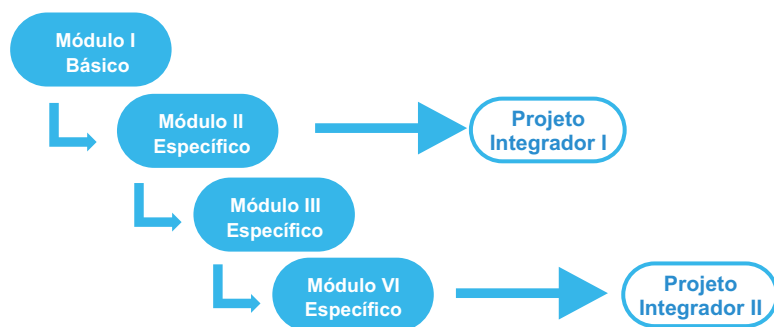 Módulo I
Básico
Módulo II
Específico
Projeto
Integrador I
Módulo III
Específico
Módulo VI
Específico
Projeto
Integrador II